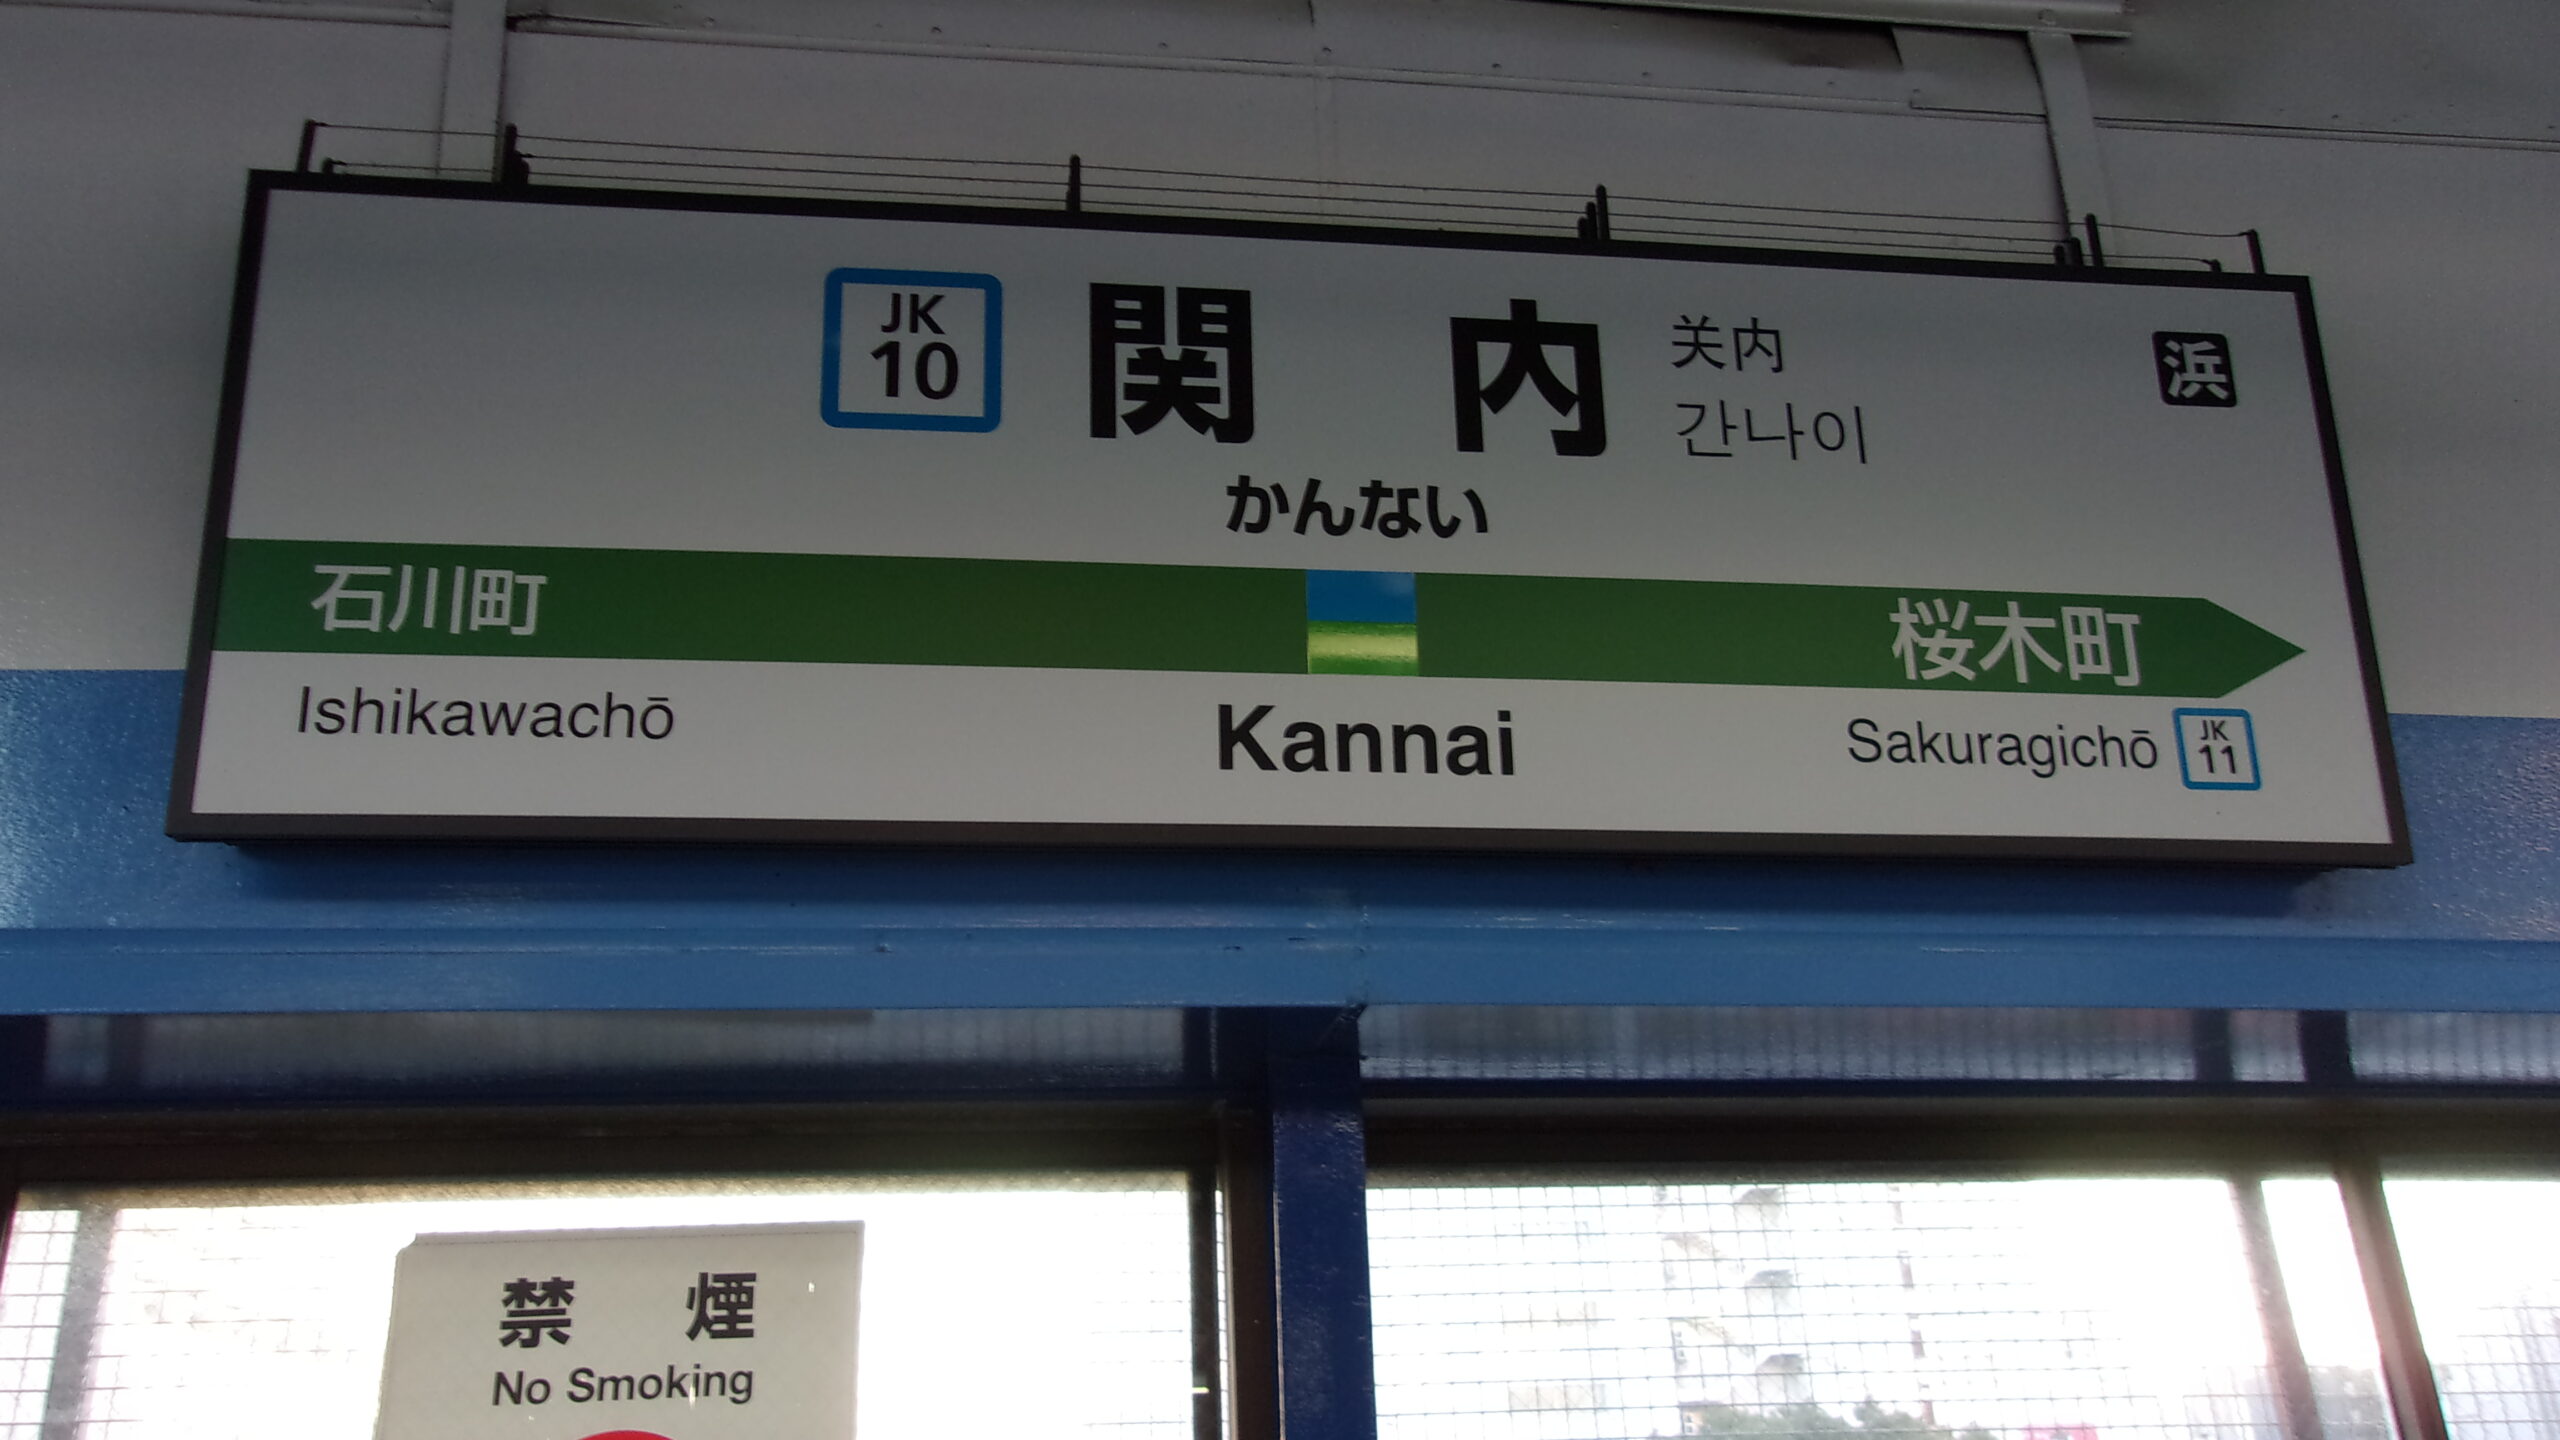 JK
10
関内
关内
간나이
浜
かんない
石川町
桜木町
Ishikawachō
Kannai
Sakuragichō
JK
11
禁煙
No Smoking